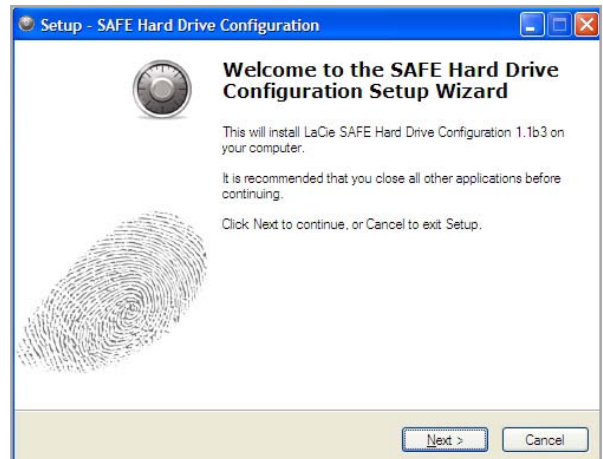 Setup - SAFE Hard Drive Configuration
Welcome to the SAFE Hard Drive
Configuration Setup Wizard
This will install LaCie SAFE Hard Drive Configuration 1.1b3 on
your computer.
It is recommended that you close all other applications before
continuing.
Click Next to continue, or Cancel to exit Setup.
Next >
Cancel